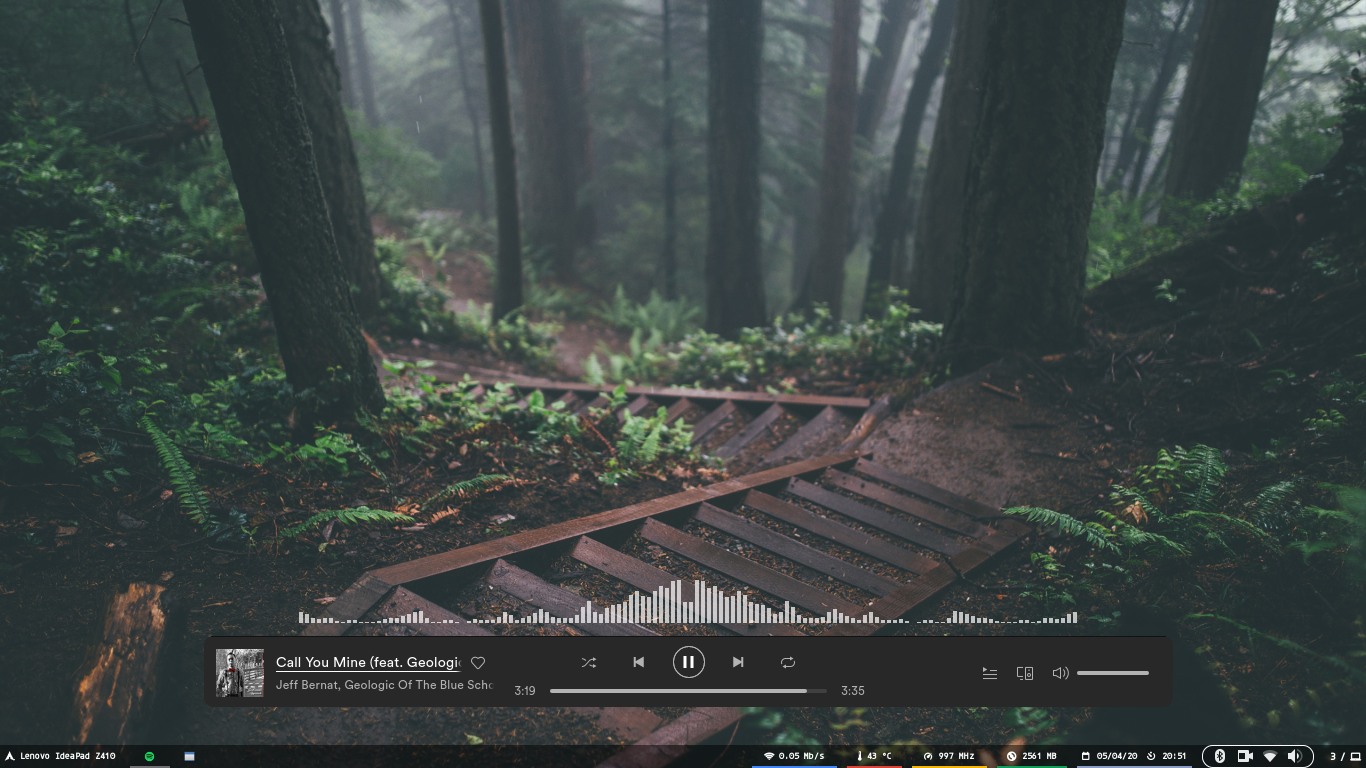 Call You Mine (feat. Geologi
Jeff Bernat, Geologic Of The Blue Scho
3:19
3:35
Lenovo IdeaPad Z410
0.05 Mb/s
43 °C
997 MHz
2561 MB
05/04/20
20:51
3 /